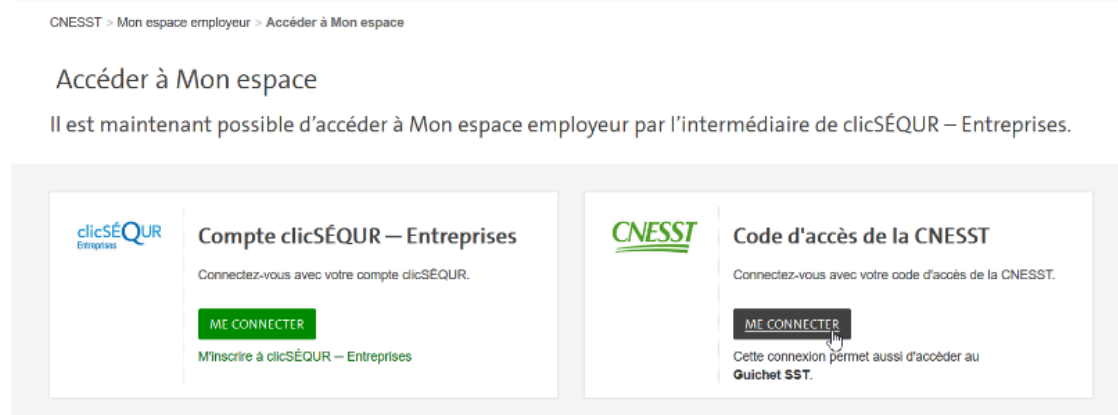 CNESST > Mon espace employeur > Accéder à Mon espace
Accéder à Mon espace
Il est maintenant possible d'accéder à Mon espace employeur par l'intermédiaire de clicSÉQUR – Entreprises.
clicSÉQUR
Entreprises
Compte clicSÉQUR — Entreprises
Connectez-vous avec votre compte clicSÉQUR.
ME CONNECTER
M'inscrire à clicSÉQUR — Entreprises
CNESST
Code d'accès de la CNESST
Connectez-vous avec votre code d'accès de la CNESST.
ME CONNECTER
Cette connexion permet aussi d'accéder au
Guichet SST.